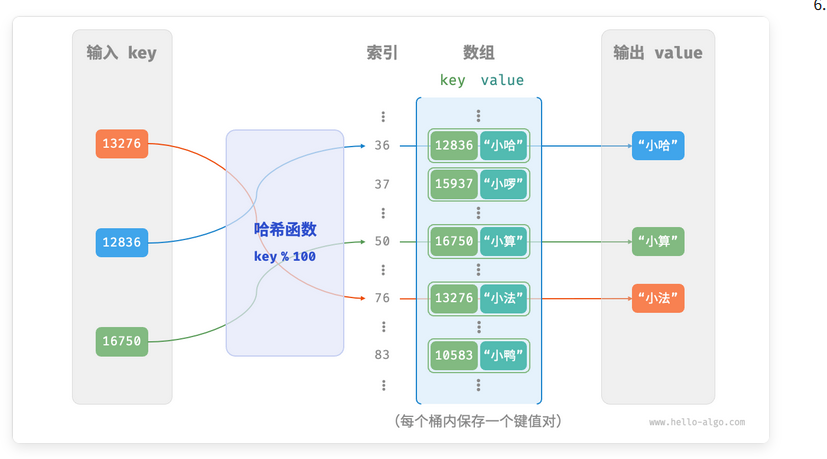 6.
输入 key
索引
数组
输出 value
key value
13276
36
12836 “小哈”
“小哈”
37
15937 “小啰”
哈希函数
12836
50
16750 “小算”
“小算”
key % 100
76
13276 “小法”
“小法”
16750
83
10583 “小鸭”
（每个桶内保存一个键值对）
www.hello-algo.com